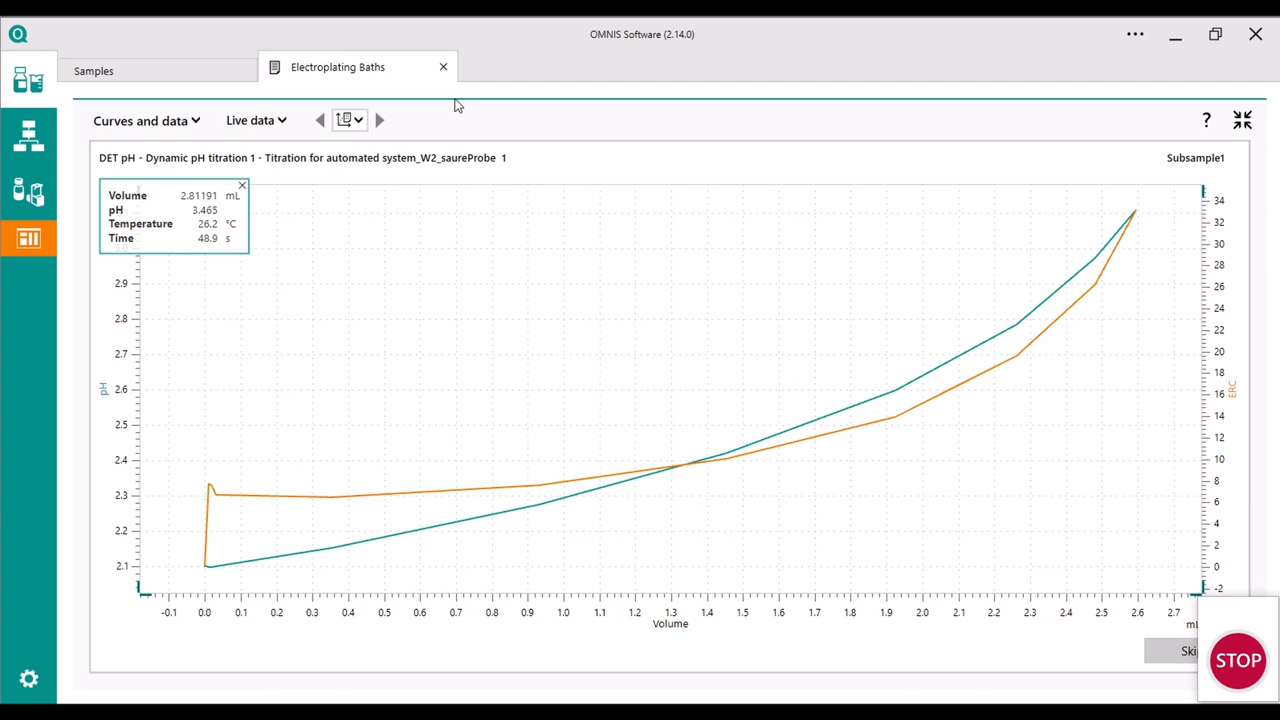 OMNIS Software (2.14.0)
Samples
Electroplating Baths
Curves and data
Live data
?
DET pH - Dynamic pH titration 1 - Titration for automated system_W2_saureProbe 1
Subsample1
Volume 2.81191 mL
pH 3.465
Temperature 26.2 °C
Time 48.9 s
2.9
2.8
2.7
2.6
2.5
2.4
2.3
2.2
2.1
pH
34
32
30
28
26
24
22
20
18
16
14
12
10
8
6
4
2
0
-2
ERC
-0.1 0.0 0.1 0.2 0.3 0.4 0.5 0.6 0.7 0.8 0.9 1.0 1.1 1.2 1.3 1.4 1.5 1.6 1.7 1.8 1.9 2.0 2.1 2.2 2.3 2.4 2.5 2.6 2.7
Volume
STOP